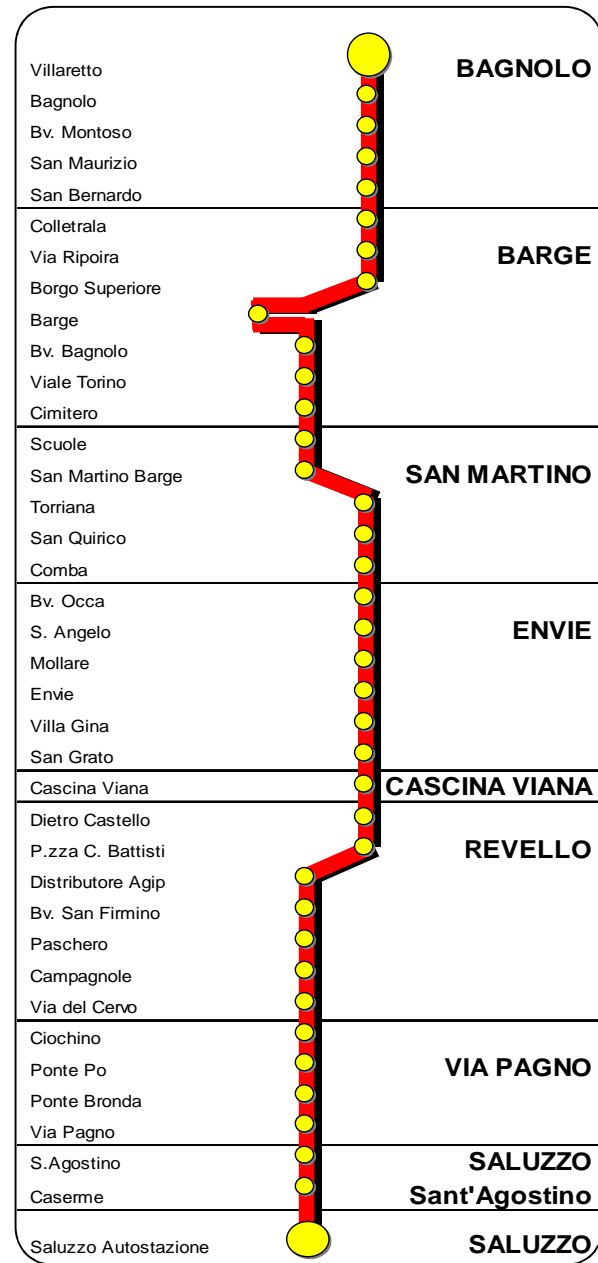 Villaretto
BAGNOLO
Bagnolo
Bv. Montoso
San Maurizio
San Bernardo
Colletrala
Via Ripoira
BARGE
Borgo Superiore
Barge
Bv. Bagnolo
Viale Torino
Cimitero
Scuole
San Martino Barge
SAN MARTINO
Torriana
San Quirico
Comba
Bv. Occa
S. Angelo
ENVIE
Mollare
Envie
Villa Gina
San Grato
Cascina Viana
CASCINA VIANA
Dietro Castello
P.zza C. Battisti
REVELLO
Distributore Agip
Bv. San Firmino
Paschero
Campagnole
Via del Cervo
Ciochino
Ponte Po
VIA PAGNO
Ponte Bronda
Via Pagno
S.Agostino
SALUZZO
Caserme
Sant'Agostino
Saluzzo Autostazione
SALUZZO